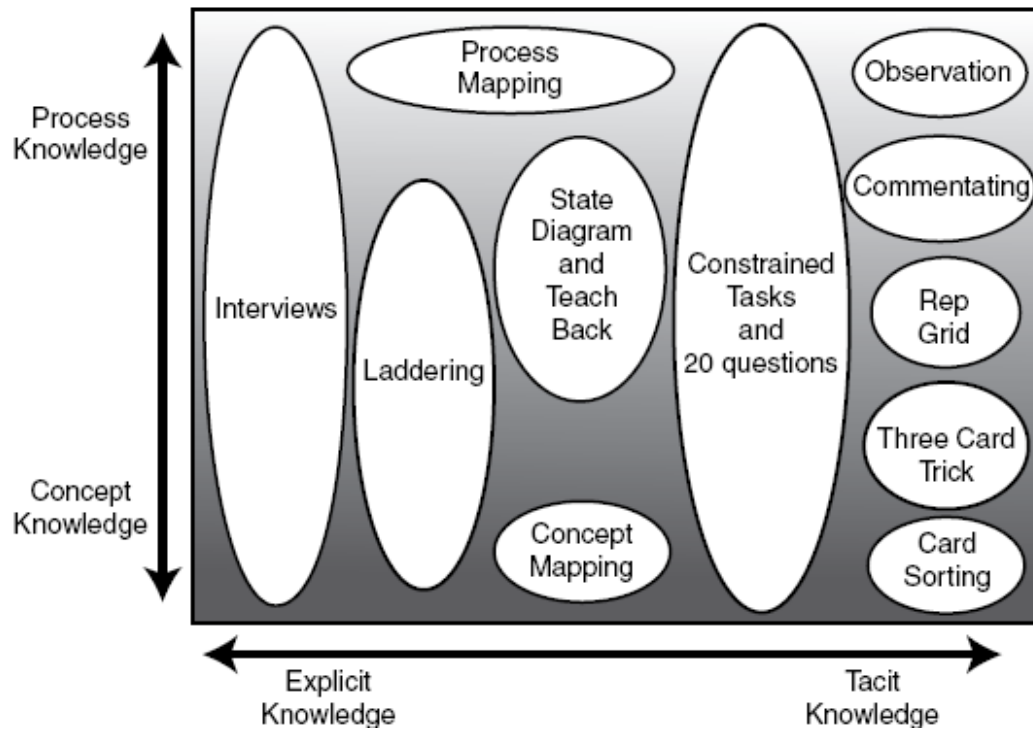 Process
Knowledge
Concept
Knowledge
Interviews
Process
Mapping
Laddering
State
Diagram
and
Teach
Back
Concept
Mapping
Constrained
Tasks
and
20 questions
Observation
Commentating
Rep
Grid
Three Card
Trick
Card
Sorting
Explicit
Knowledge
Tacit
Knowledge